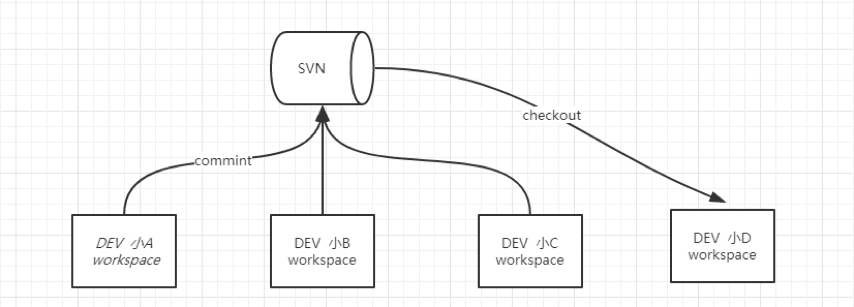 SVN
checkout
commint
DEV 小A
workspace
DEV 小B
workspace
DEV 小C
workspace
DEV 小D
workspace